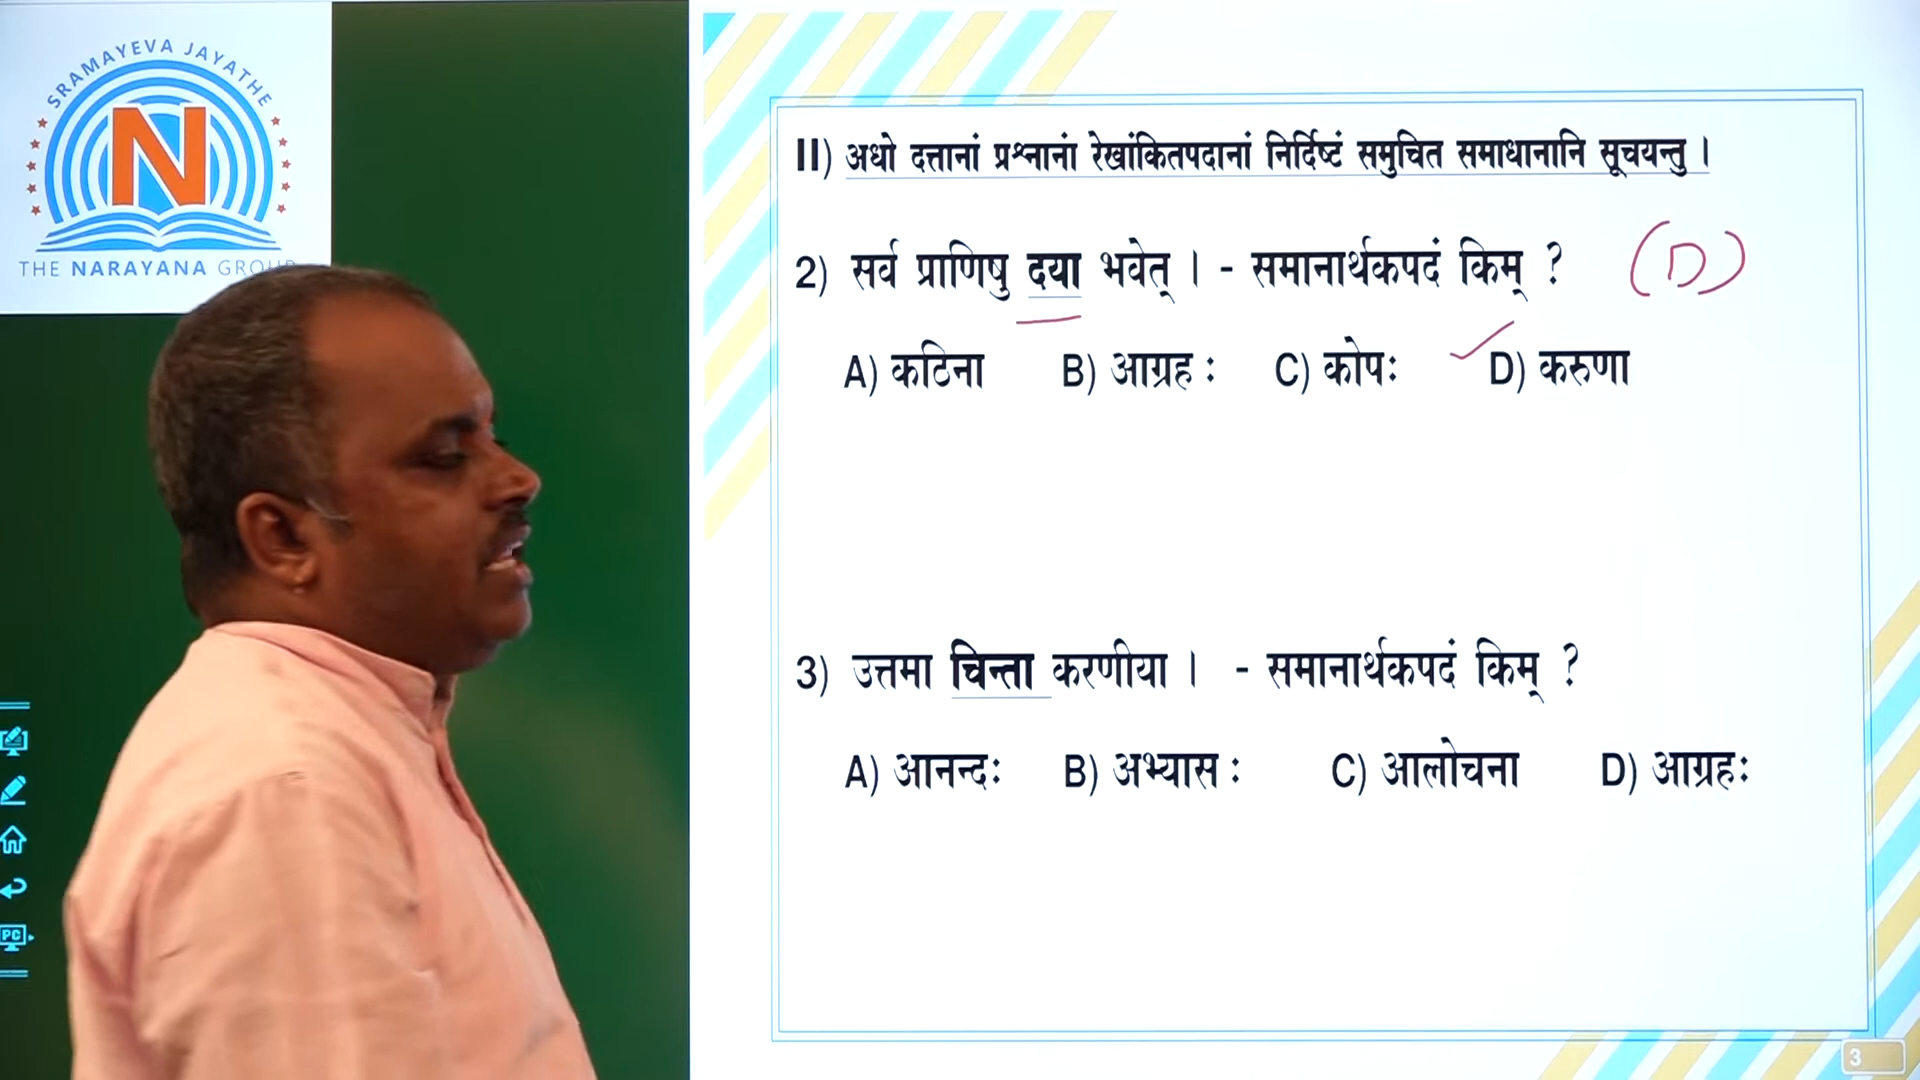 SRAMAYEVA JAYATHE
N
THE NARAYANA GROUP
II) अधो दत्तानां प्रश्नानां रेखांकितपदानां निर्दिष्टं समुचित समाधानानि सूचयन्तु ।
2) सर्व प्राणिषु दया भवेत् । - समानार्थकपदं किम् ? (D)
A) कठिना B) आग्रह : C) कोपः D) करुणा
3) उत्तमा चिन्ता करणीया । - समानार्थकपदं किम् ?
A) आनन्दः B) अभ्यास : C) आलोचना D) आग्रहः
PC
3